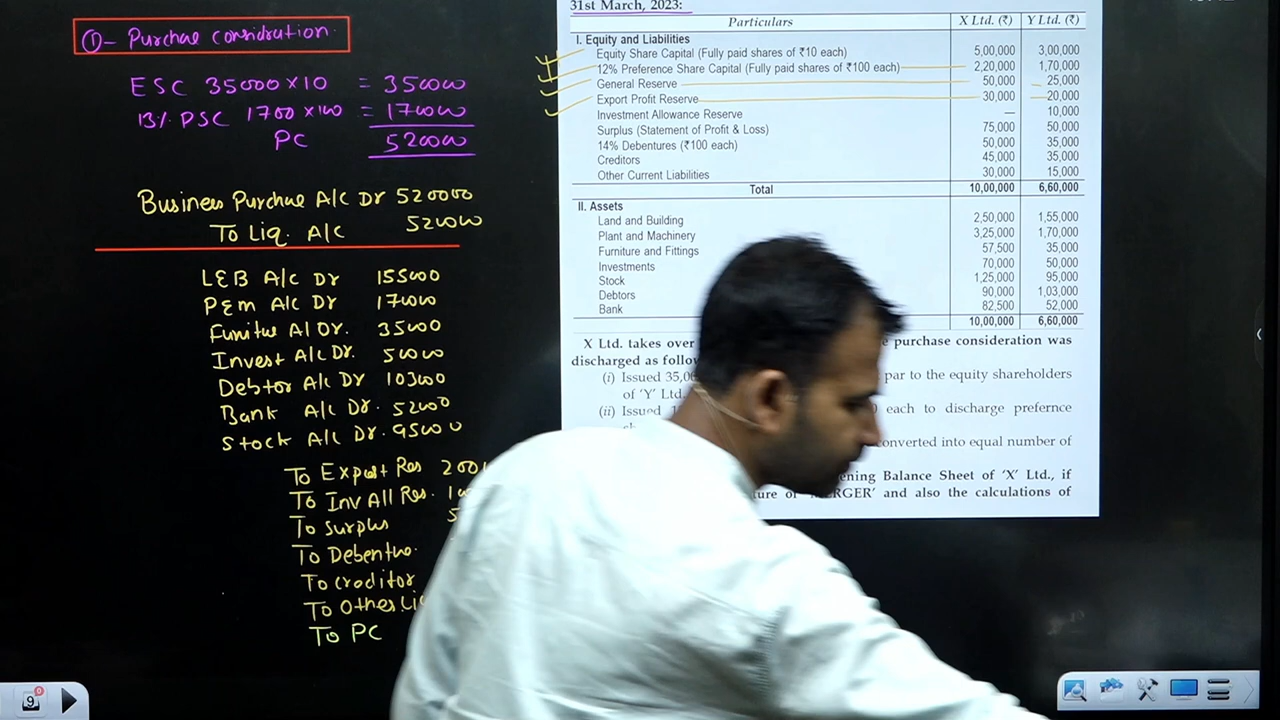 ①- Purchase considration
ESC 35000×10 = 350000
13% PSC 1700×100 = 170000
PC 520000
Business Purchase A/c Dr 520000
To Liq. A/c 520000
L&B A/c Dr 155000
P&M A/c Dr 170000
Funitue A/ Dr. 35000
Invest A/c Dr. 50000
Debtor A/c Dr 103000
Bank A/c Dr. 52000
Stock A/c Dr. 95000
To Export Res
To Inv All Res.
To Surplus
To Debentue.
To Creditor
To Other
To PC
31st March, 2023:
Particulars X Ltd. (₹) Y Ltd. (₹)
I. Equity and Liabilities
Equity Share Capital (Fully paid shares of ₹10 each) 5,00,000 3,00,000
12% Preference Share Capital (Fully paid shares of ₹100 each) 2,20,000 1,70,000
General Reserve 50,000 25,000
Export Profit Reserve 30,000 20,000
Investment Allowance Reserve — 10,000
Surplus (Statement of Profit & Loss) 75,000 50,000
14% Debentures (₹100 each) 50,000 35,000
Creditors 45,000 35,000
Other Current Liabilities 30,000 15,000
Total 10,00,000 6,60,000
II. Assets
Land and Building 2,50,000 1,55,000
Plant and Machinery 3,25,000 1,70,000
Furniture and Fittings 57,500 35,000
Investments 70,000 50,000
Stock 1,25,000 95,000
Debtors 90,000 1,03,000
Bank 82,500 52,000
10,00,000 6,60,000
X Ltd. takes over purchase consideration was
discharged as
(i) Issued par to the equity shareholders
of 'Y' Ltd.
(ii) Issued each to discharge prefernce
converted into equal number of
Balance Sheet of 'X' Ltd., if
of and also the calculations of
9
0